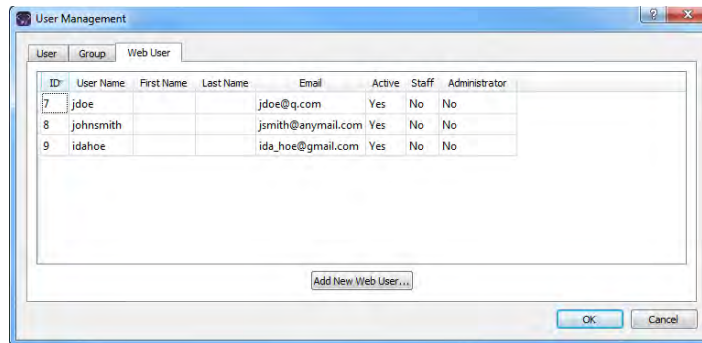 User Management
User Group Web User
ID User Name First Name Last Name Email Active Staff Administrator
7 jdoe jdoe@q.com Yes No No
8 johnsmith jsmith@anymail.com Yes No No
9 idahoe ida_hoe@gmail.com Yes No No
Add New Web User...
OK Cancel